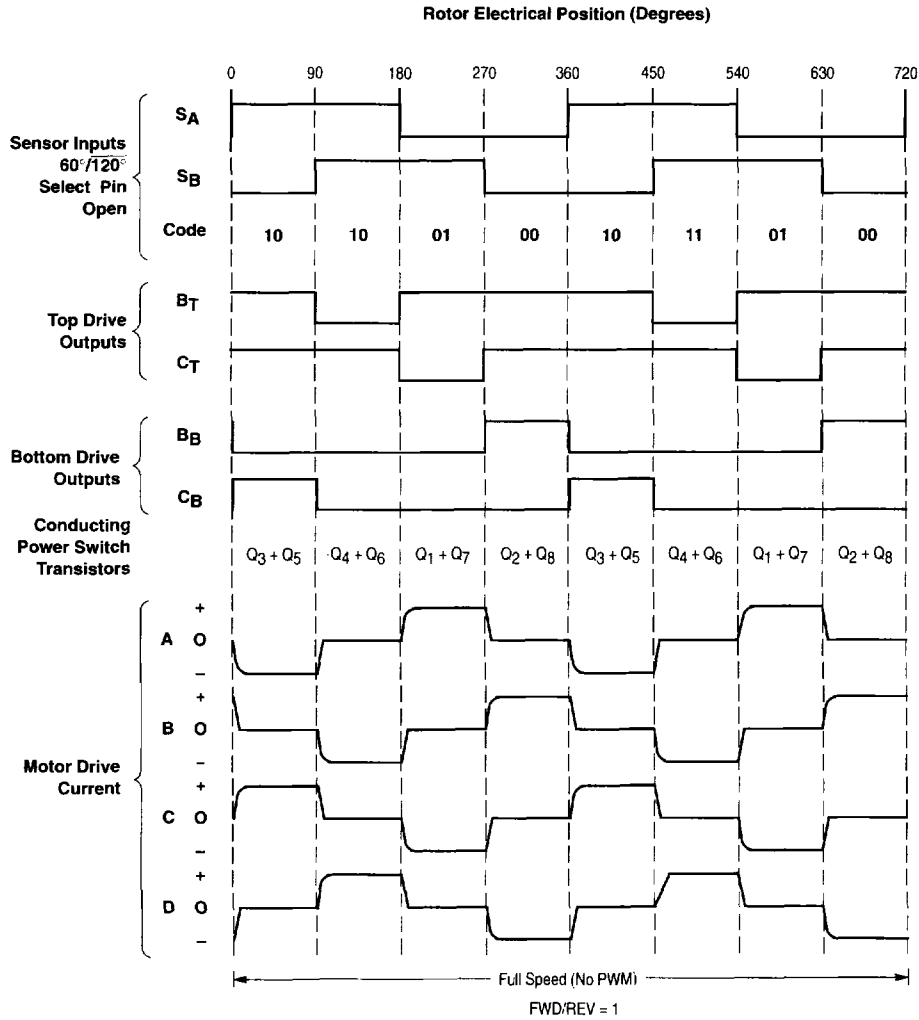 Rotor Electrical Position (Degrees)
0 90 180 270 360 450 540 630 720
Sensor Inputs
60°/120°
Select Pin
Open
SA
SB
Code
10 10 01 00 10 11 01 00
Top Drive
Outputs
BT
CT
Bottom Drive
Outputs
BB
CB
Conducting
Power Switch
Transistors
Q3 + Q5 Q4 + Q6 Q1 + Q7 Q2 + Q8 Q3 + Q5 Q4 + Q6 Q1 + Q7 Q2 + Q8
Motor Drive
Current
+
A O
–
+
B O
–
+
C O
–
+
D O
–
Full Speed (No PWM)
FWD/REV = 1